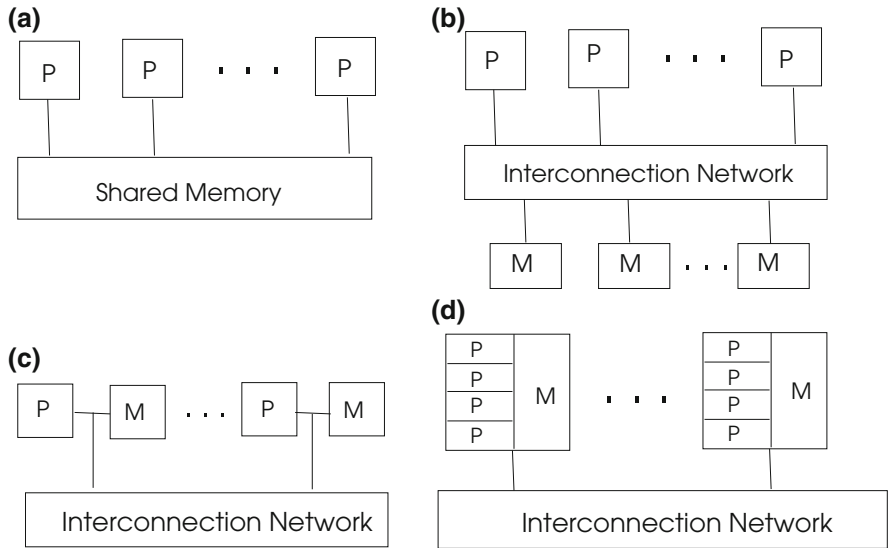 (a)
P P . . . P
Shared Memory
(b)
P P . . . P
Interconnection Network
M M . . . M
(c)
P M . . . P M
Interconnection Network
(d)
P P
P P
P M . . . P M
P P
Interconnection Network